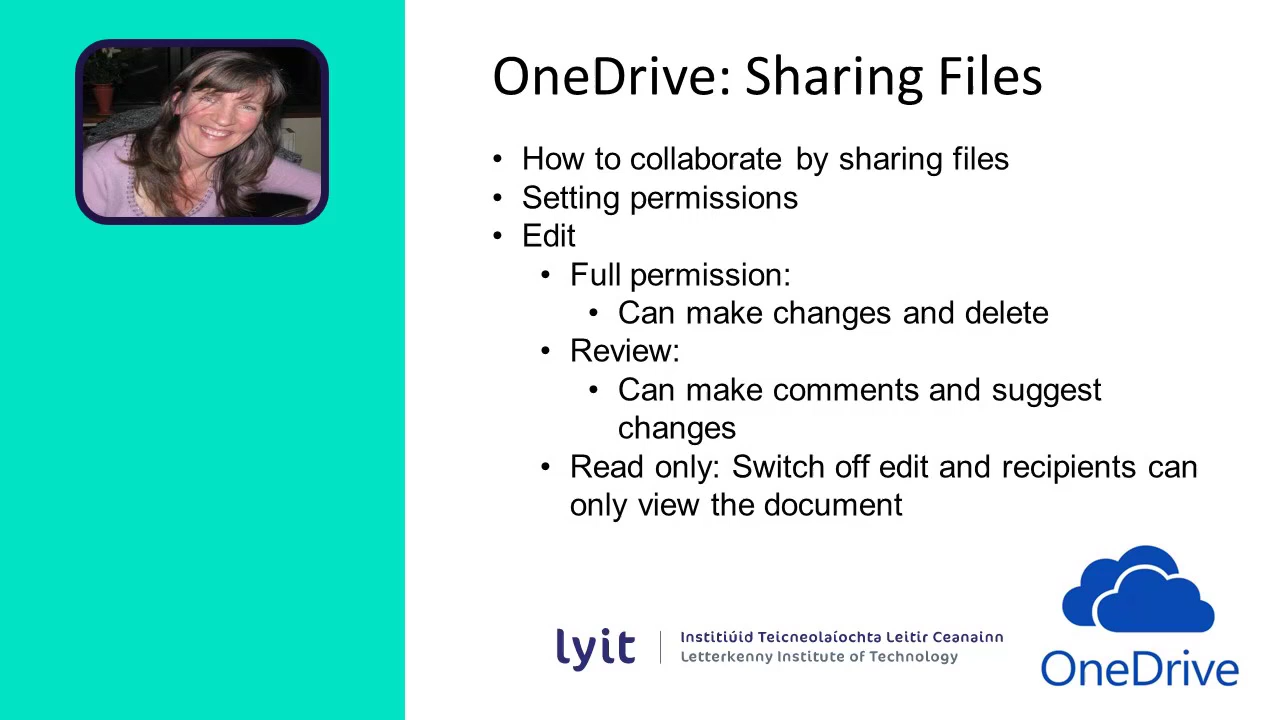 OneDrive: Sharing Files
• How to collaborate by sharing files
• Setting permissions
• Edit
• Full permission:
• Can make changes and delete
• Review:
• Can make comments and suggest
changes
• Read only: Switch off edit and recipients can
only view the document
lyit
Institiúid Teicneolaíochta Leitir Ceanainn
Letterkenny Institute of Technology
OneDrive